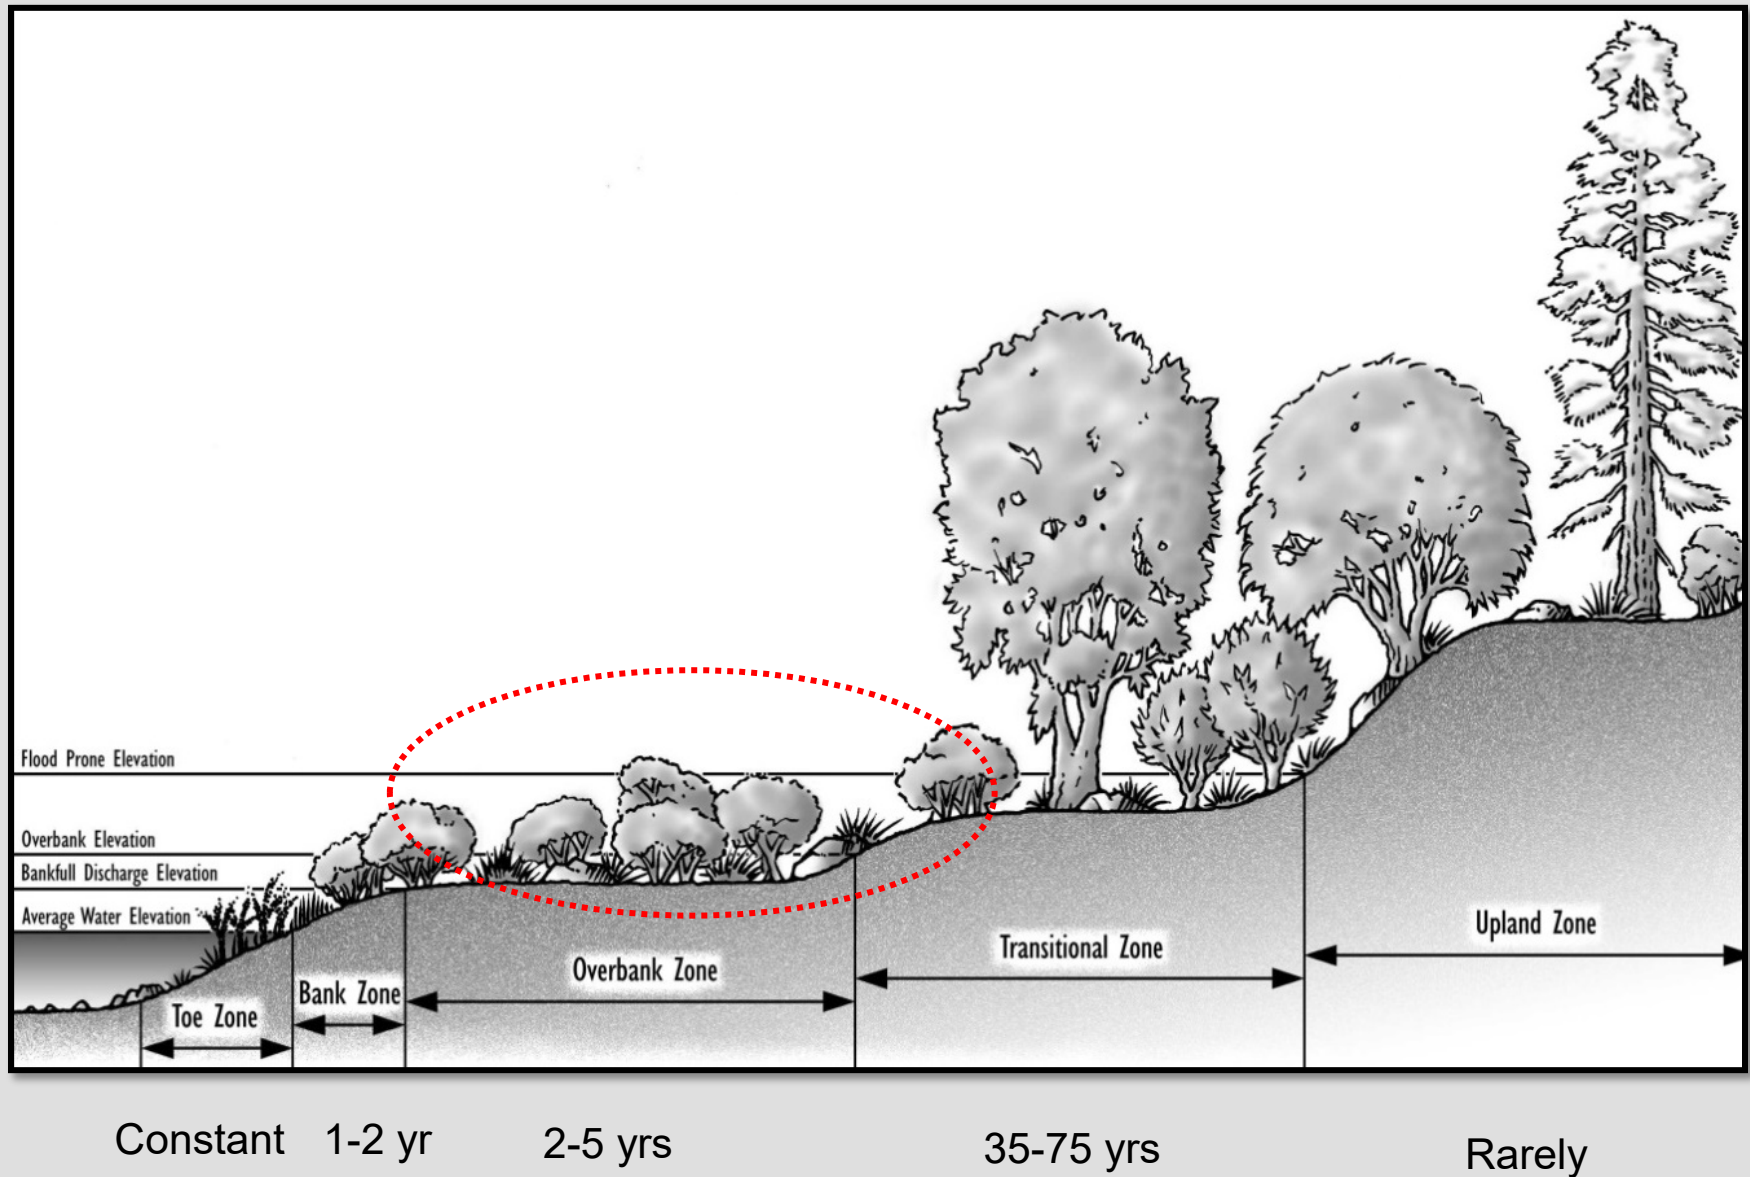 Flood Prone Elevation
Overbank Elevation
Bankfull Discharge Elevation
Average Water Elevation
Upland Zone
Transitional Zone
Overbank Zone
Bank Zone
Toe Zone
Constant 1-2 yr 2-5 yrs 35-75 yrs Rarely